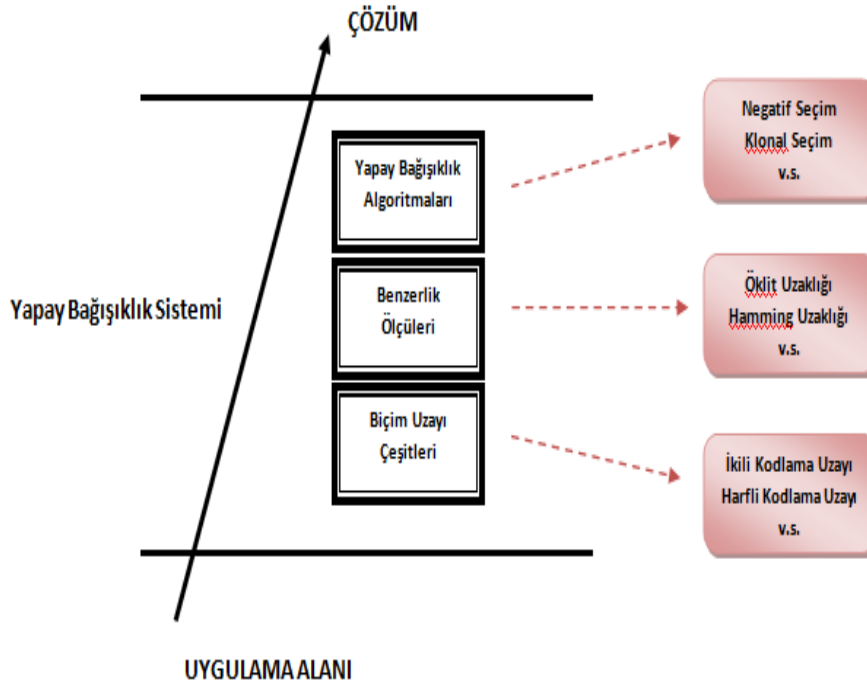 ÇÖZÜM
Yapay Bağışıklık
Algoritmaları
Negatif Seçim
Klonal Seçim
v.s.
Yapay Bağışıklık Sistemi
Benzerlik
Ölçüleri
Öklit Uzaklığı
Hamming Uzaklığı
v.s.
Biçim Uzayı
Çeşitleri
İkili Kodlama Uzayı
Harfli Kodlama Uzayı
v.s.
UYGULAMA ALANI